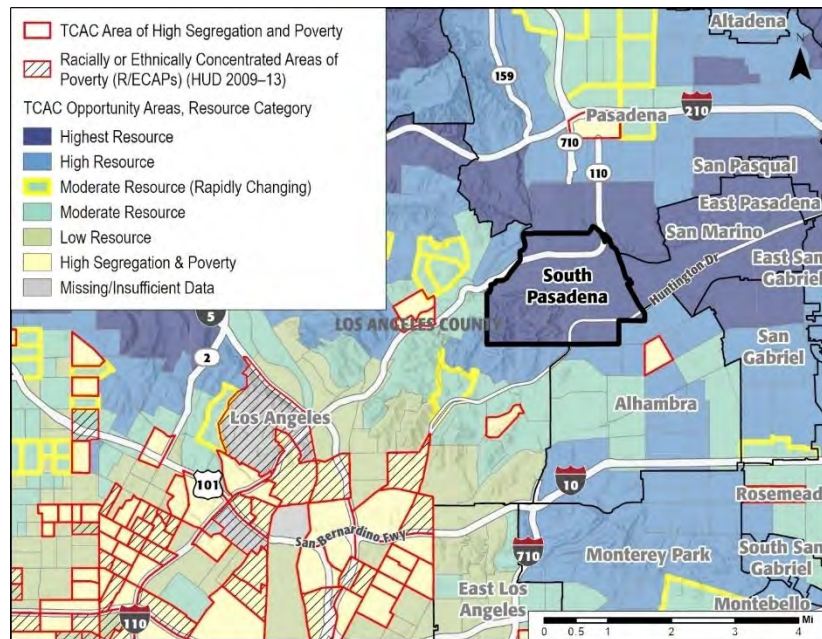 TCAC Area of High Segregation and Poverty
Racially or Ethnically Concentrated Areas of
Poverty (R/ECAPs) (HUD 2009–13)
TCAC Opportunity Areas, Resource Category
Highest Resource
High Resource
Moderate Resource (Rapidly Changing)
Moderate Resource
Low Resource
High Segregation & Poverty
Missing/Insufficient Data
Altadena
N
159
Pasadena
210
710
110
San Pasqual
East Pasadena
San Marino
East San
Gabriel
South
Pasadena
Huntington Dr
5
LOS ANGELES COUNTY
2
San
Gabriel
Los Angeles
Alhambra
101
10
Rosemead
San Bernardino Fwy
710
Monterey Park
South San
Gabriel
East Los
Angeles
Montebello
110
Mi
0 0.5 1 2 3 4